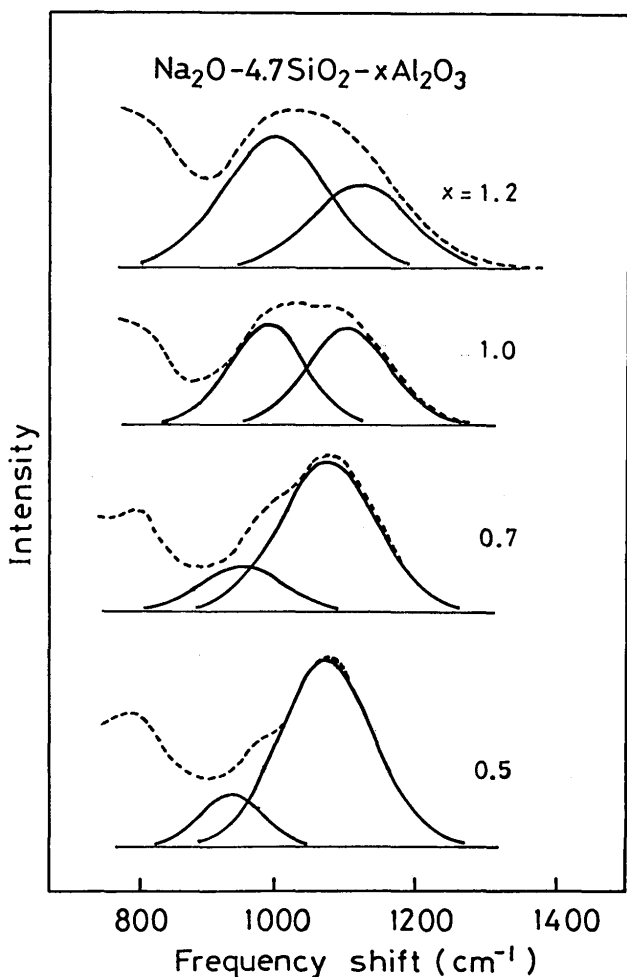 Na₂O-4.7SiO₂-xAl₂O₃
x = 1.2
1.0
0.7
0.5
Intensity
800 1000 1200 1400
Frequency shift (cm⁻¹)